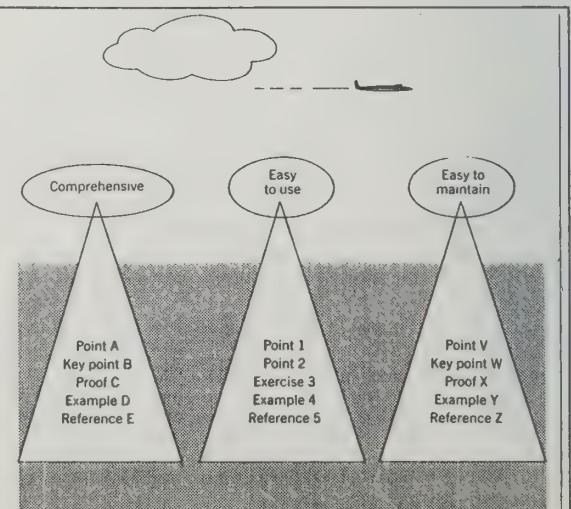 Comprehensive
Easy
to use
Easy to
maintain
Point A
Key point B
Proof C
Example D
Reference E
Point 1
Point 2
Exercise 3
Example 4
Reference 5
Point V
Key point W
Proof X
Example Y
Reference Z